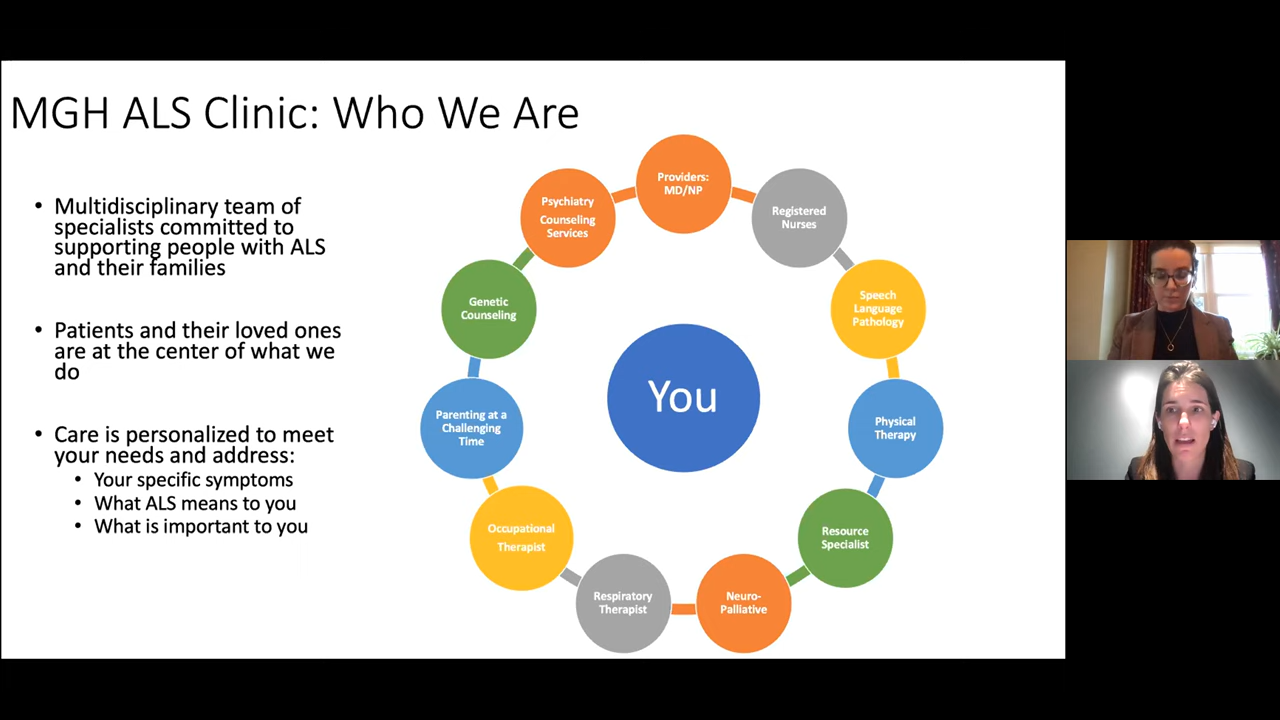 MGH ALS Clinic: Who We Are
• Multidisciplinary team of
specialists committed to
supporting people with ALS
and their families
• Patients and their loved ones
are at the center of what we
do
• Care is personalized to meet
your needs and address:
• Your specific symptoms
• What ALS means to you
• What is important to you
Providers:
MD/NP
Registered
Nurses
Speech
Language
Pathology
Physical
Therapy
Resource
Specialist
Neuro-
Palliative
Respiratory
Therapist
Occupational
Therapist
Parenting at a
Challenging
Time
Genetic
Counseling
Psychiatry
Counseling
Services
You